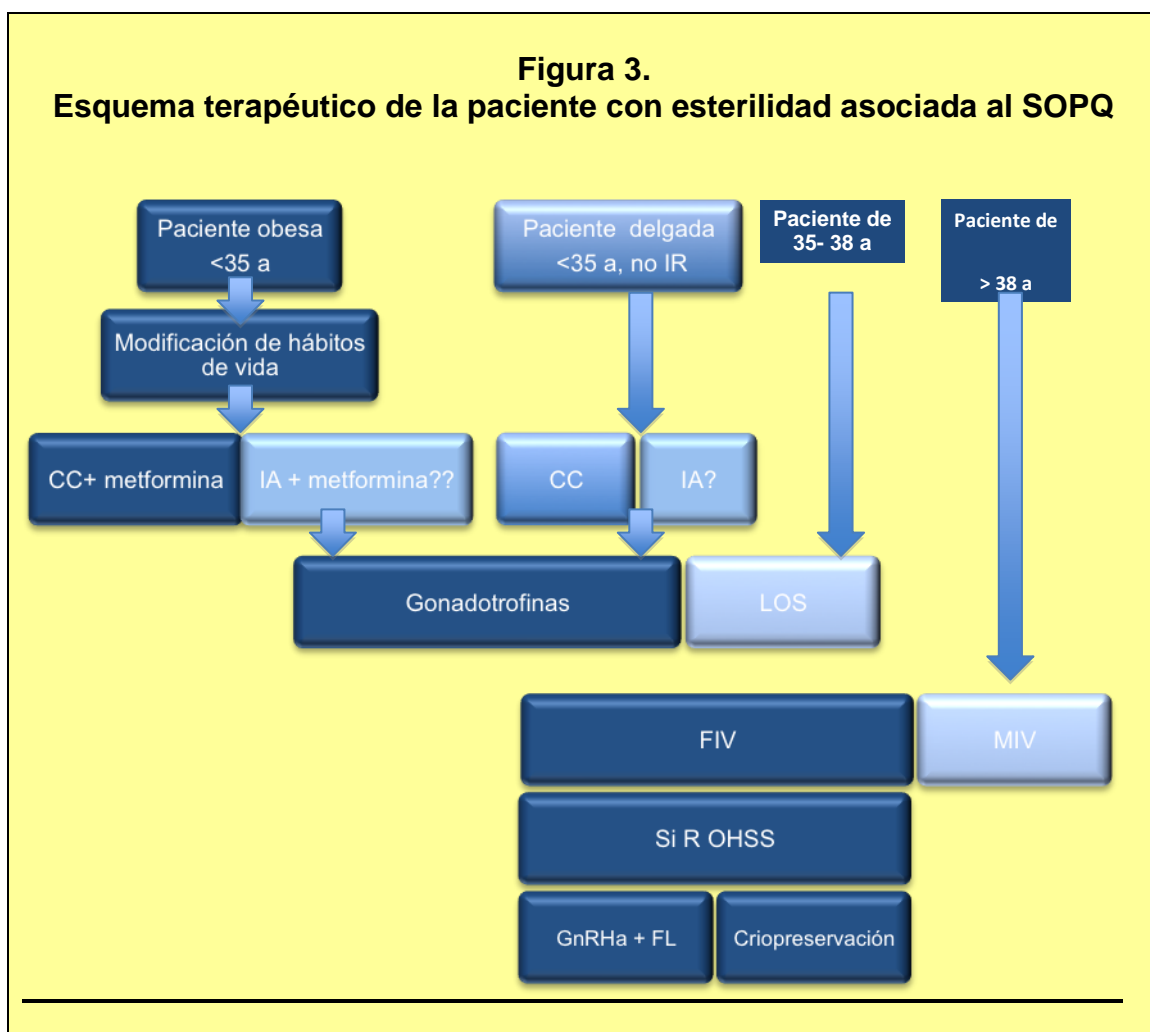 Figura 3.
Esquema terapéutico de la paciente con esterilidad asociada al SOPQ
Paciente obesa
<35 a
Paciente delgada
<35 a, no IR
Paciente de
35- 38 a
Paciente de
> 38 a
Modificación de hábitos
de vida
CC+ metformina
IA + metformina??
CC
IA?
Gonadotrofinas
LOS
FIV
MIV
Si R OHSS
GnRHa + FL
Criopreservación